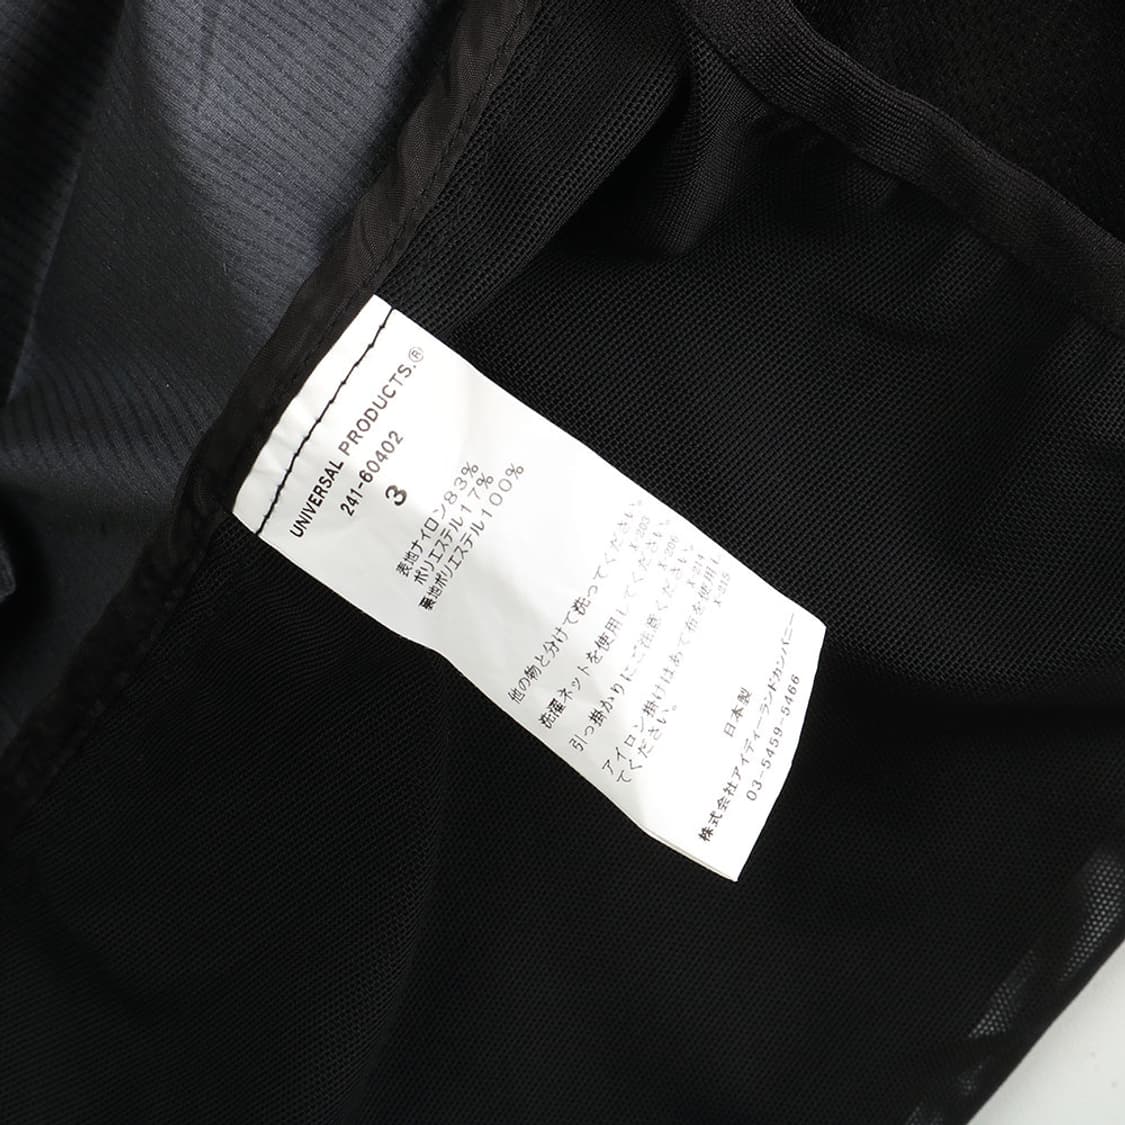 UNIVERSAL PRODUCTS.®
241-60402
3
表地ナイロン83%
ポリエステル17%
裏地ポリエステル100%
他の物と分けて洗ってください。
X-203
洗濯ネットを使用してください。
X-206
引っ掛かりにご注意ください。
X-214
アイロン掛けはあて布を使用し
てください。
X-215
日本製
株式会社アイディーランドカンパニー
03-5459-5466